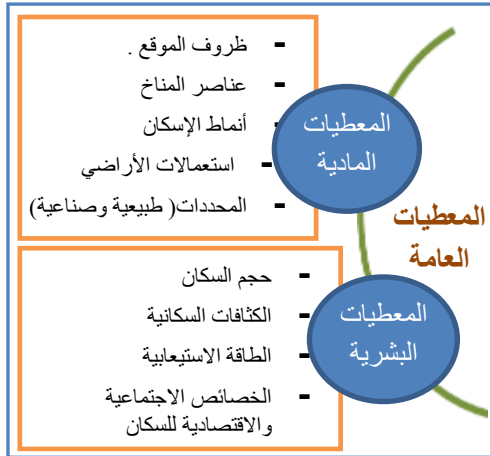 المعطيات
العامة
المعطيات
المادية
- ظروف الموقع .
- عناصر المناخ
- أنماط الإسكان
- استعمالات الأراضي
- المحددات( طبيعية وصناعية)
المعطيات
البشرية
- حجم السكان
- الكثافات السكانية
- الطاقة الاستيعابية
- الخصائص الاجتماعية
والاقتصادية للسكان